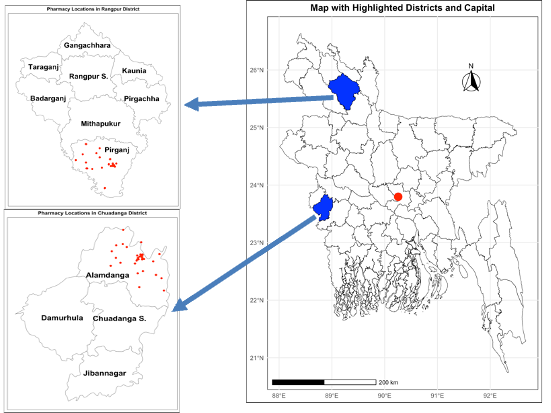 Pharmacy Locations in Rangpur District
Gangachhara
Taraganj
Kaunia
Rangpur S.
Badarganj
Pirgachha
Mithapukur
Pirganj
Pharmacy Locations in Chuadanga District
Alamdanga
Damurhula
Chuadanga S.
Jibannagar
Map with Highlighted Districts and Capital
N
26°N
25°N
24°N
23°N
22°N
21°N
200 km
88°E
89°E
90°E
91°E
92°E